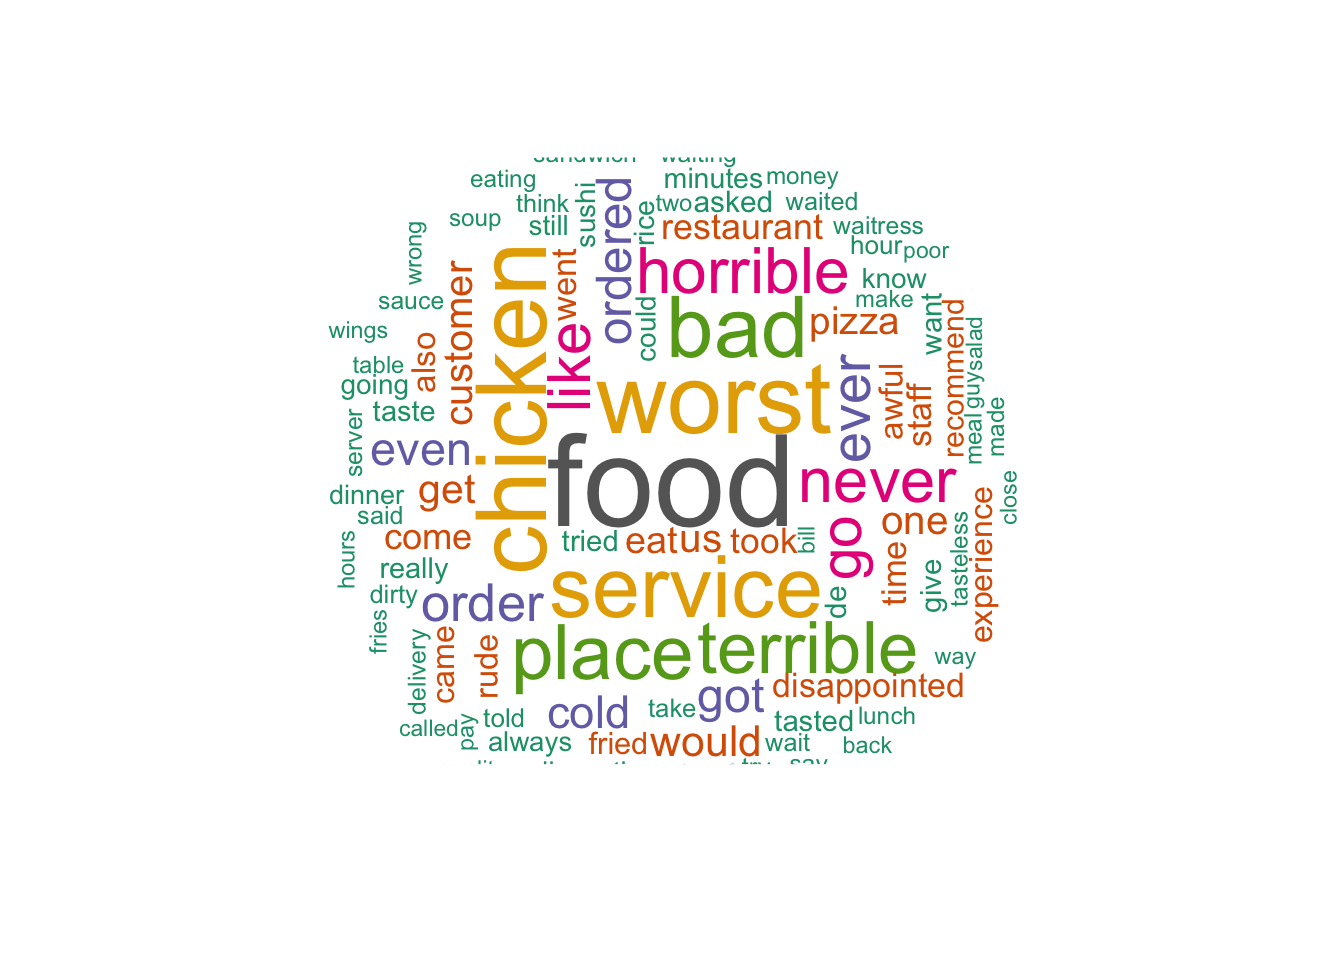 sandwich waiting
eating minutes money
think sushi ordered rice two asked waited
soup still restaurant waitress
wrong hour poor
chicken went horrible know
customer sauce could bad make want
wings also like pizza recommend salad
table worst ever awful staff guy
going taste meal made
server even food never
dinner get close
said come tried eat us took bill go one tasteless experience
hours really time give
dirty order service de
fries delivery came rude place terrible way
got disappointed
called pay told cold take tasted lunch
always fried would wait back
try say